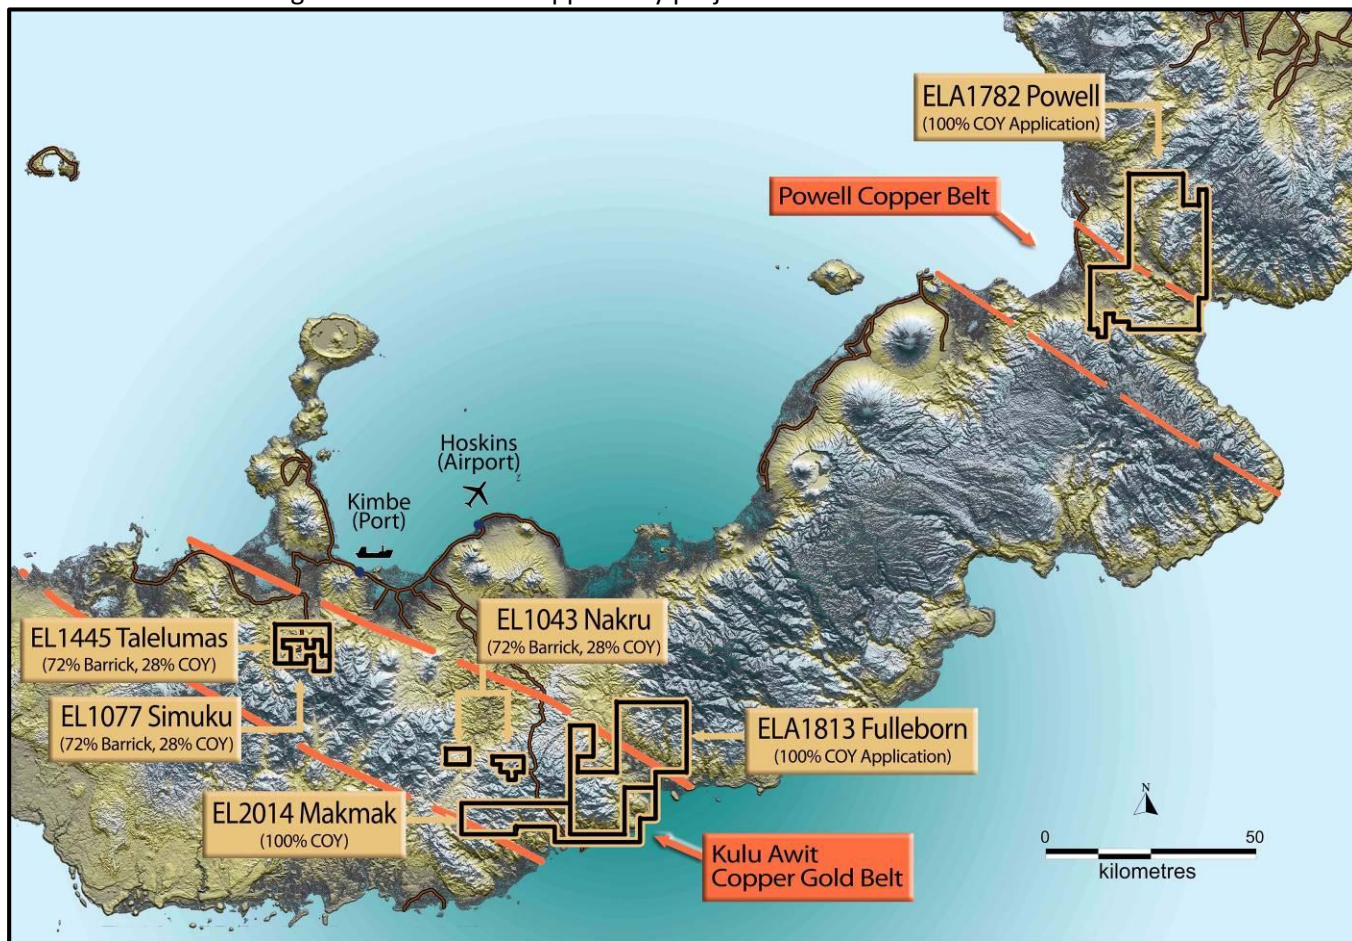 ELA1782 Powell
(100% COY Application)
Powell Copper Belt
Hoskins
(Airport)
Kimbe
(Port)
EL1445 Talelumas
(72% Barrick, 28% COY)
EL1043 Nakru
(72% Barrick, 28% COY)
EL1077 Simuku
(72% Barrick, 28% COY)
ELA1813 Fulleborn
(100% COY Application)
EL2014 Makmak
(100% COY)
Kulu Awit
Copper Gold Belt
N
0 50
kilometres